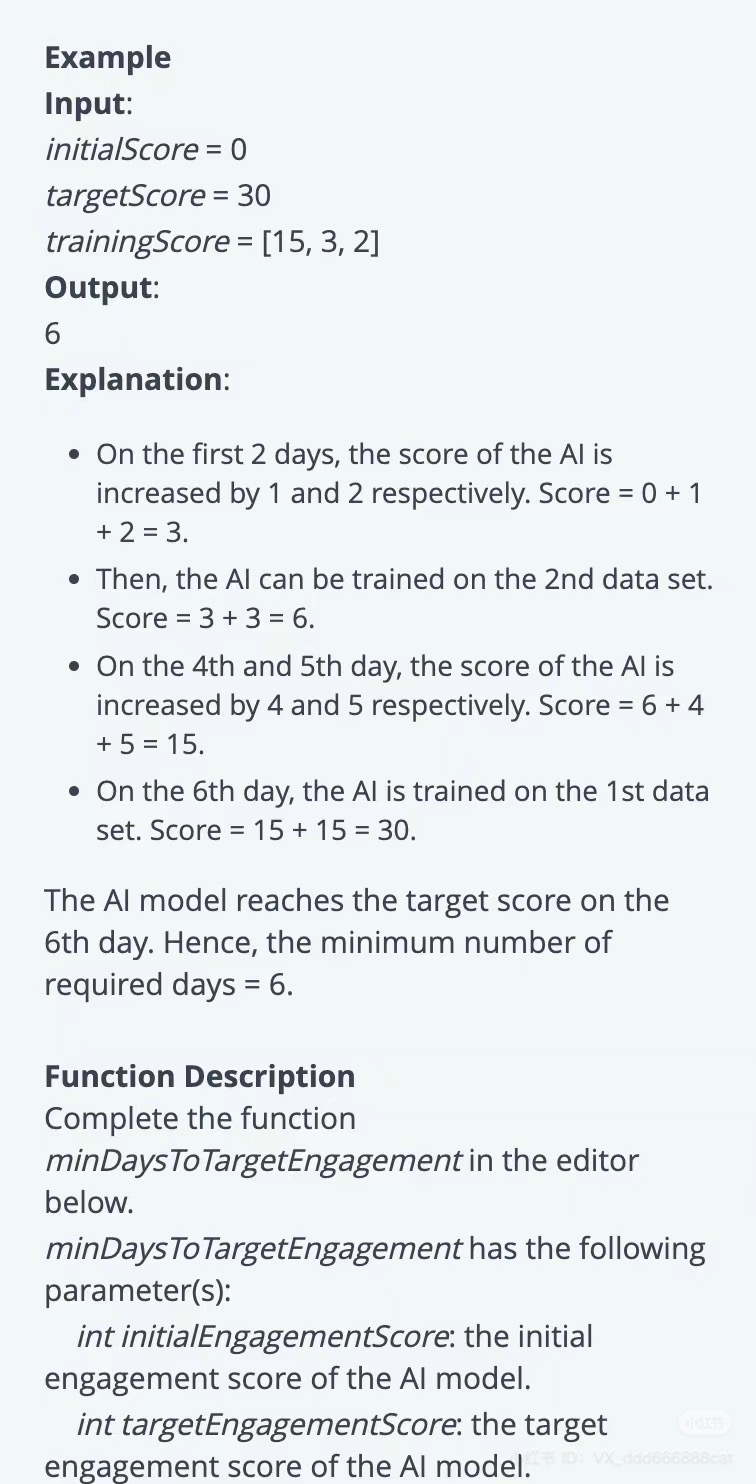 Example
Input:
initialScore = 0
targetScore = 30
trainingScore = [15, 3, 2]
Output:
6
Explanation:
• On the first 2 days, the score of the AI is
increased by 1 and 2 respectively. Score = 0 + 1
+ 2 = 3.
• Then, the AI can be trained on the 2nd data set.
Score = 3 + 3 = 6.
• On the 4th and 5th day, the score of the AI is
increased by 4 and 5 respectively. Score = 6 + 4
+ 5 = 15.
• On the 6th day, the AI is trained on the 1st data
set. Score = 15 + 15 = 30.
The AI model reaches the target score on the
6th day. Hence, the minimum number of
required days = 6.
Function Description
Complete the function
minDaysToTargetEngagement in the editor
below.
minDaysToTargetEngagement has the following
parameter(s):
int initialEngagementScore: the initial
engagement score of the AI model.
int targetEngagementScore: the target
小红书
engagement score of the AI model.
小红书 ID: VX_ddd666888cat